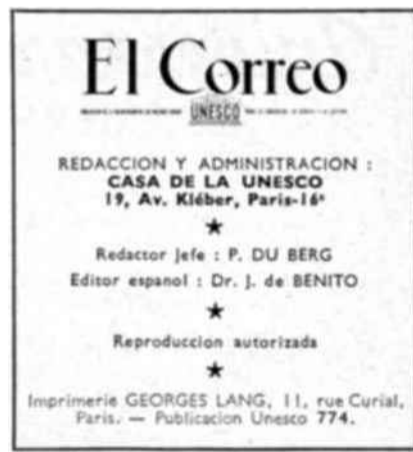 El Correo
UNESCO
REDACCION Y ADMINISTRACION :
CASA DE LA UNESCO
19, Av. Kléber, Paris-16ᵉ
★
Redactor Jefe : P. DU BERG
Editor espanol : Dr. J. de BENITO
★
Reproduccion autorizada
★
Imprimerie GEORGES LANG, 11, rue Curial,
Paris. — Publicacion Unesco 774.